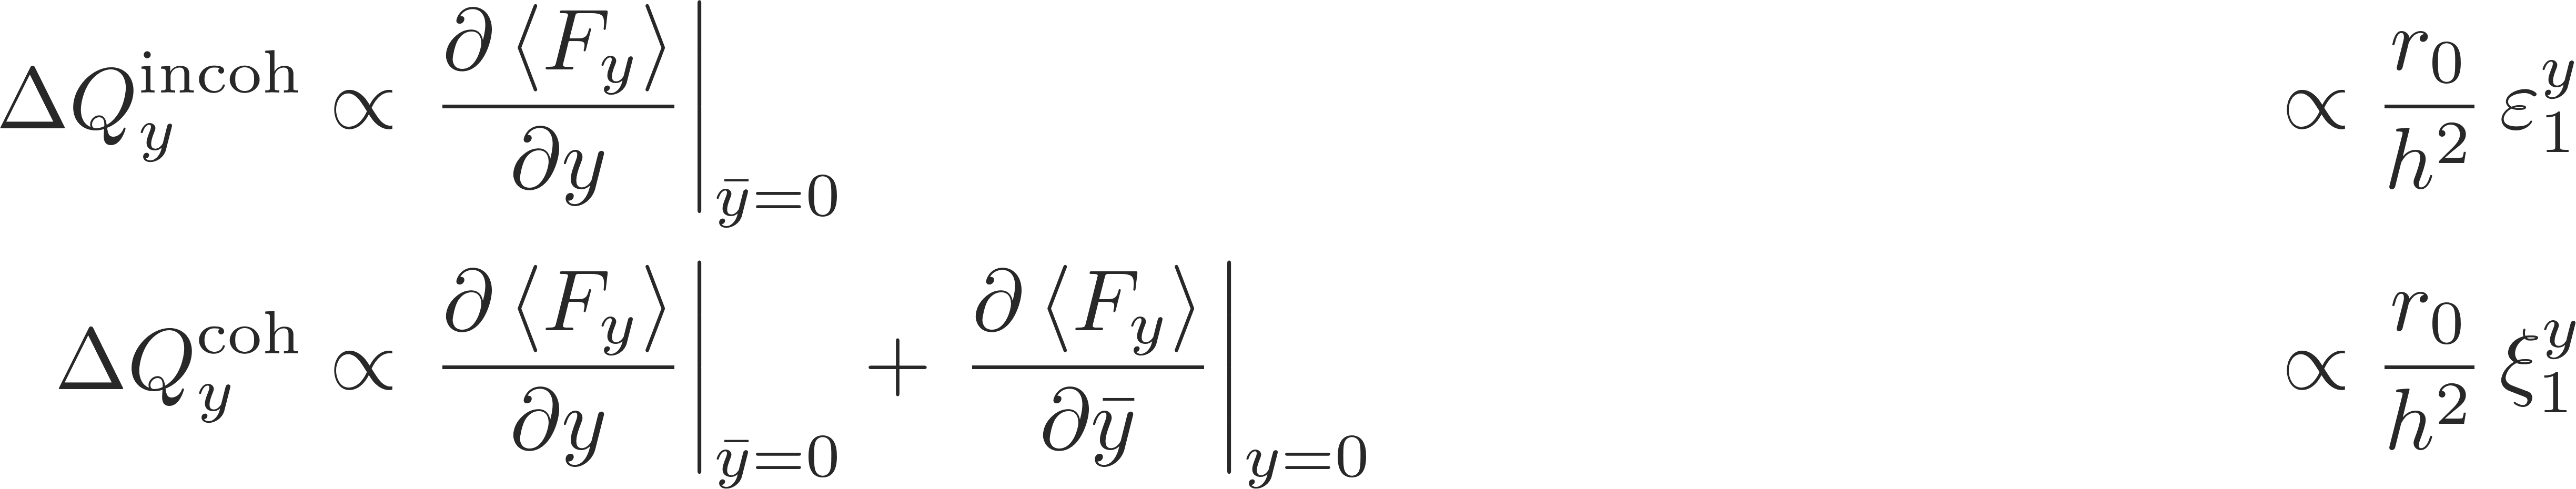 ΔQ_y^incoh ∝ ∂⟨F_y⟩/∂y |_{ȳ=0} ∝ r_0/h^2 ε_1^y
ΔQ_y^coh ∝ ∂⟨F_y⟩/∂y |_{ȳ=0} + ∂⟨F_y⟩/∂ȳ |_{y=0} ∝ r_0/h^2 ξ_1^y